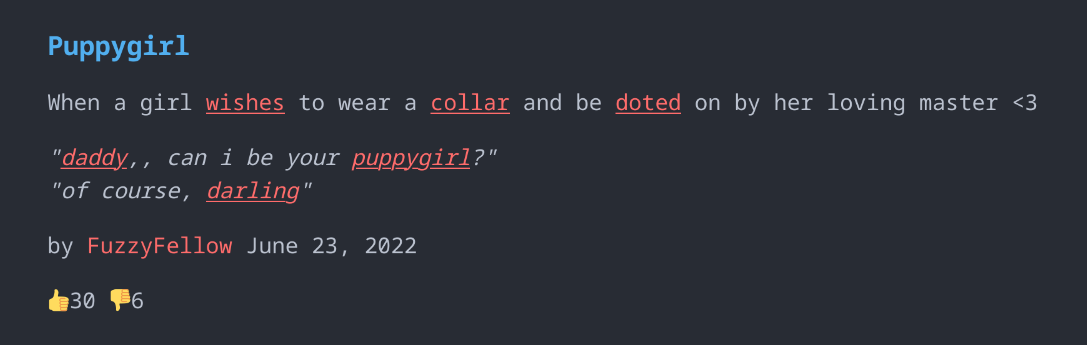 Puppygirl
When a girl wishes to wear a collar and be doted on by her loving master <3
"daddy,, can i be your puppygirl?"
"of course, darling"
by FuzzyFellow June 23, 2022
👍30 👎6